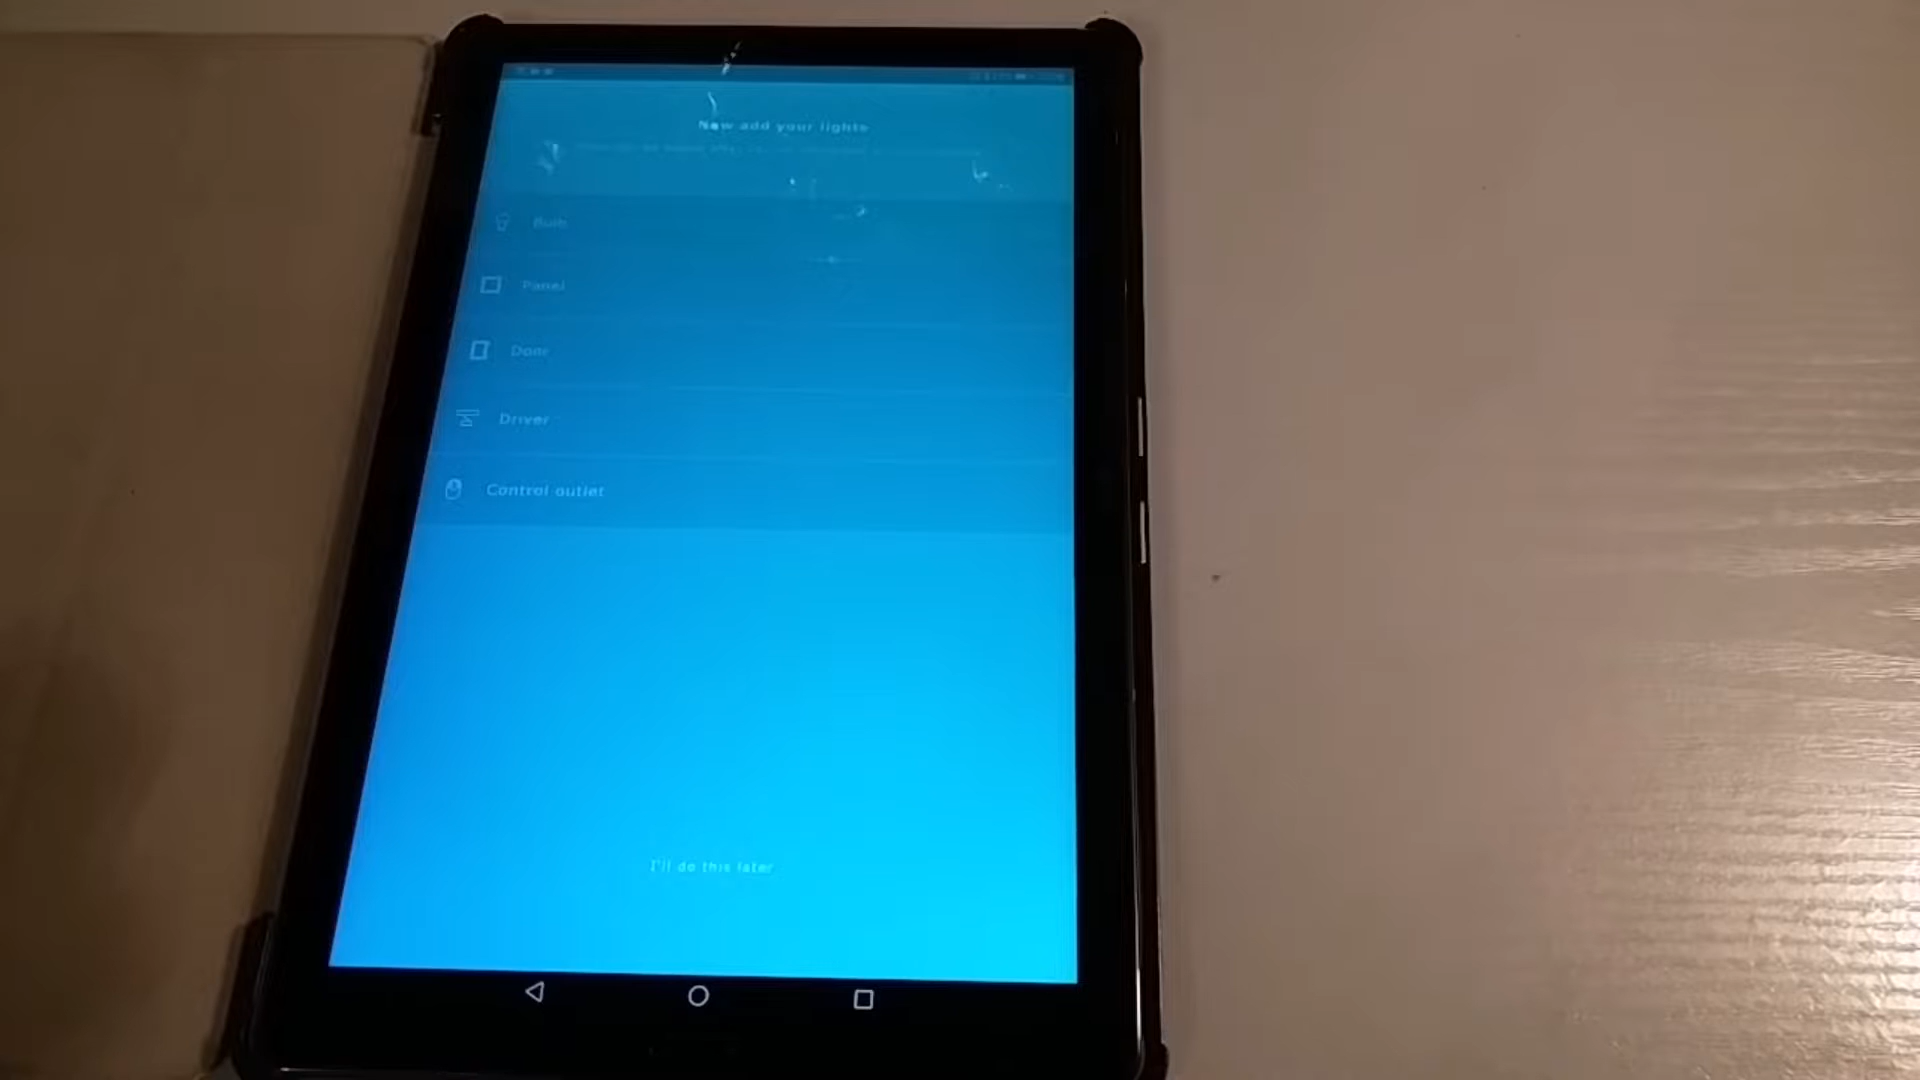 Now add your lights
Bulb
Panel
Door
Driver
Control outlet
I'll do this later